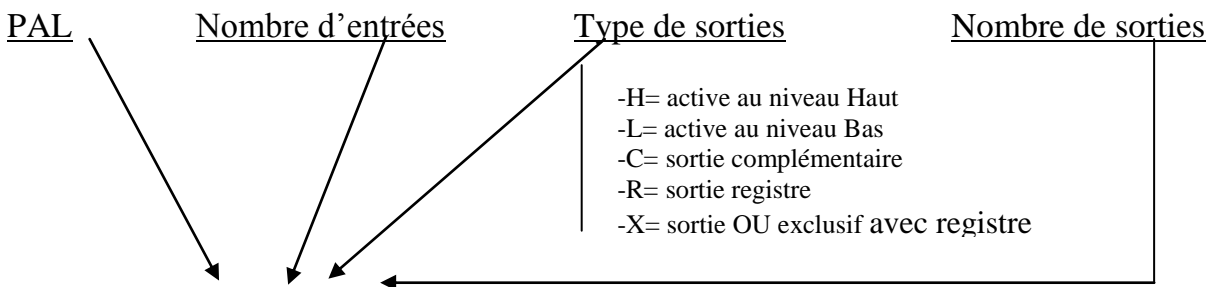 PAL Nombre d’entrées Type de sorties Nombre de sorties
-H= active au niveau Haut
-L= active au niveau Bas
-C= sortie complémentaire
-R= sortie registre
-X= sortie OU exclusif avec registre